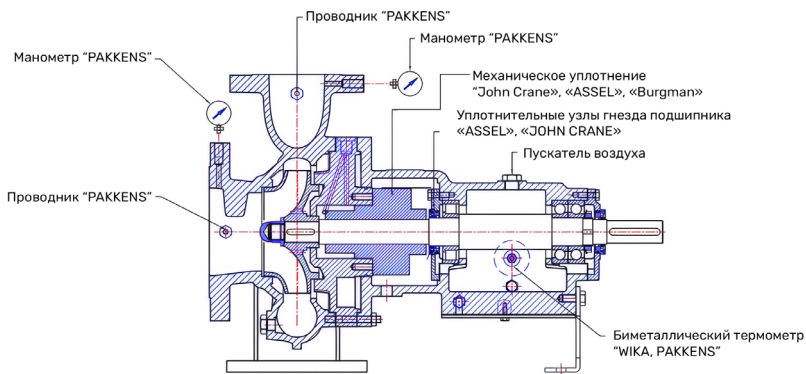 Проводник “PAKKENS”
Манометр “PAKKENS”
Манометр “PAKKENS”
Механическое уплотнение
“John Crane», «ASSEL», «Burgman»
Уплотнительные узлы гнезда подшипника
«ASSEL», «JOHN CRANE»
Пускатель воздуха
Проводник “PAKKENS”
Биметаллический термометр
“WIKA, PAKKENS”